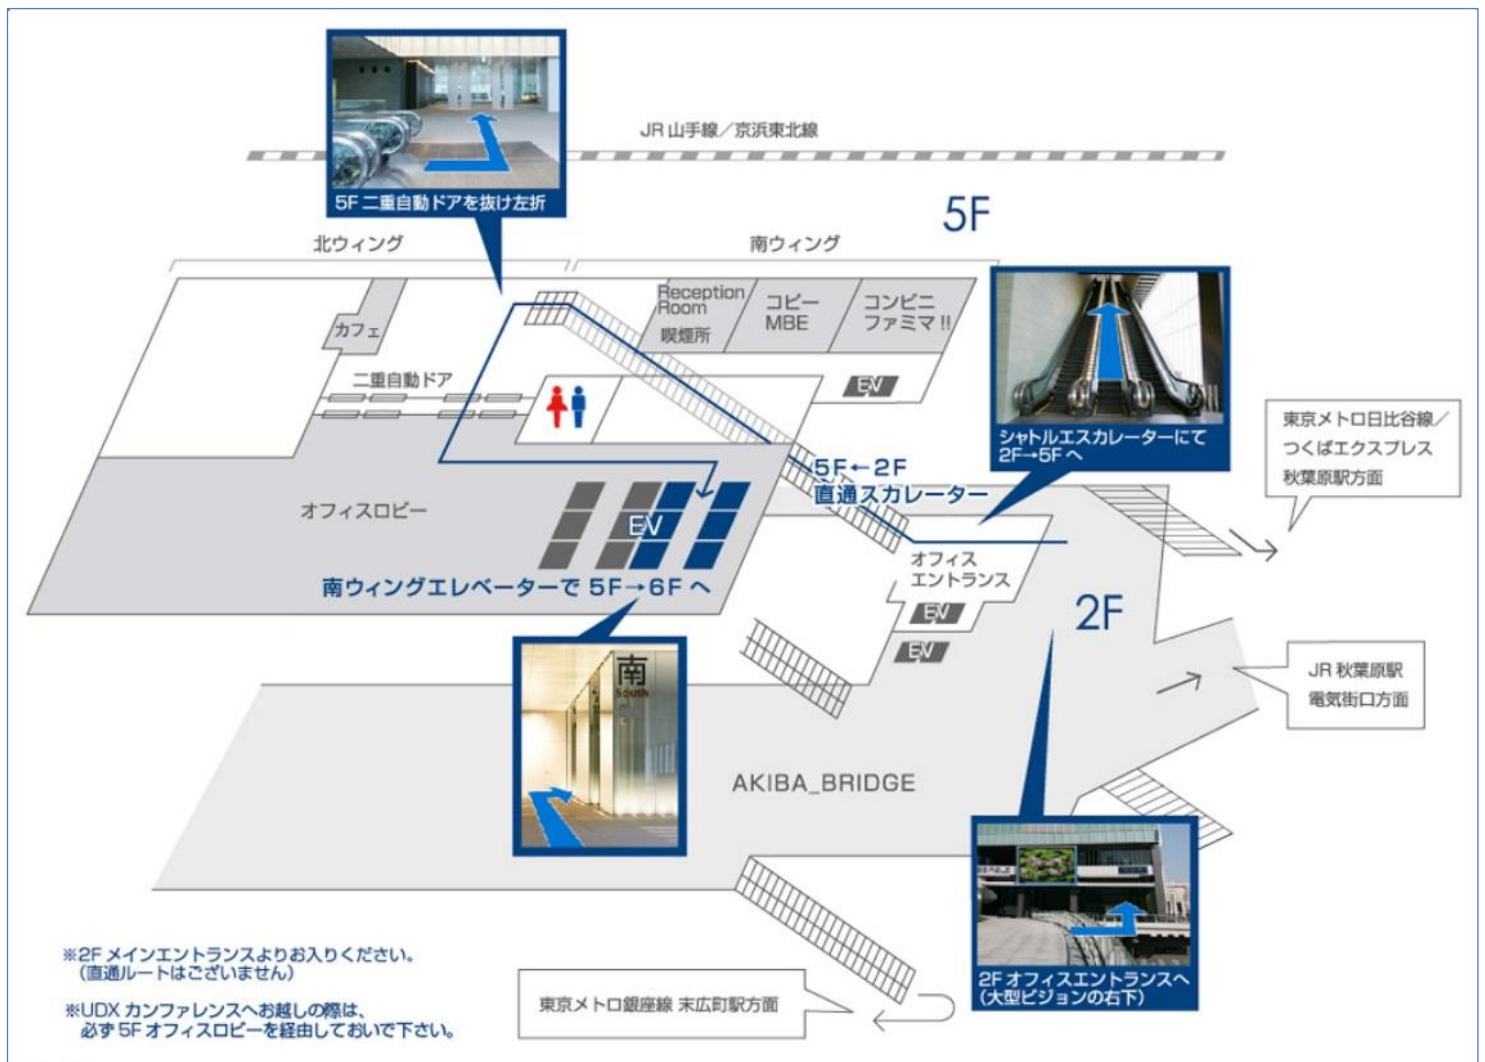 JR 山手線／京浜東北線
5F 二重自動ドアを抜け左折
5F
北ウィング
南ウィング
Reception
Room
喫煙所
コピー
MBE
コンビニ
ファミマ!!
カフェ
二重自動ドア
EV
シャトルエスカレーターにて
2F→5F へ
東京メトロ日比谷線／
つくばエクスプレス
秋葉原駅方面
5F←2F
直通スカレーター
オフィスロビー
EV
オフィス
エントランス
南ウィングエレベーターで 5F→6F へ
EV
2F
EV
南
South
JR 秋葉原駅
電気街口方面
AKIBA_BRIDGE
※2F メインエントランスよりお入りください。
（直通ルートはございません）
2F オフィスエントランスへ
（大型ビジョンの右下）
※UDX カンファレンスへお越しの際は、
必ず 5F オフィスロビーを経由しておいで下さい。
東京メトロ銀座線 末広町駅方面